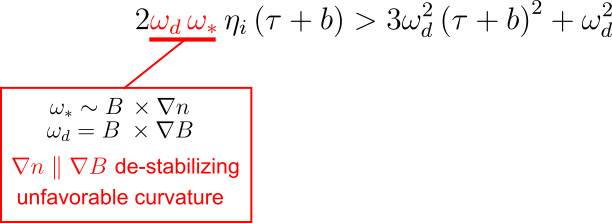 2ω_d ω_* η_i (τ + b) > 3ω_d^2 (τ + b)^2 + ω_d^2
ω_* ∼ B × ∇n
ω_d = B × ∇B
∇n ∥ ∇B de-stabilizing
unfavorable curvature